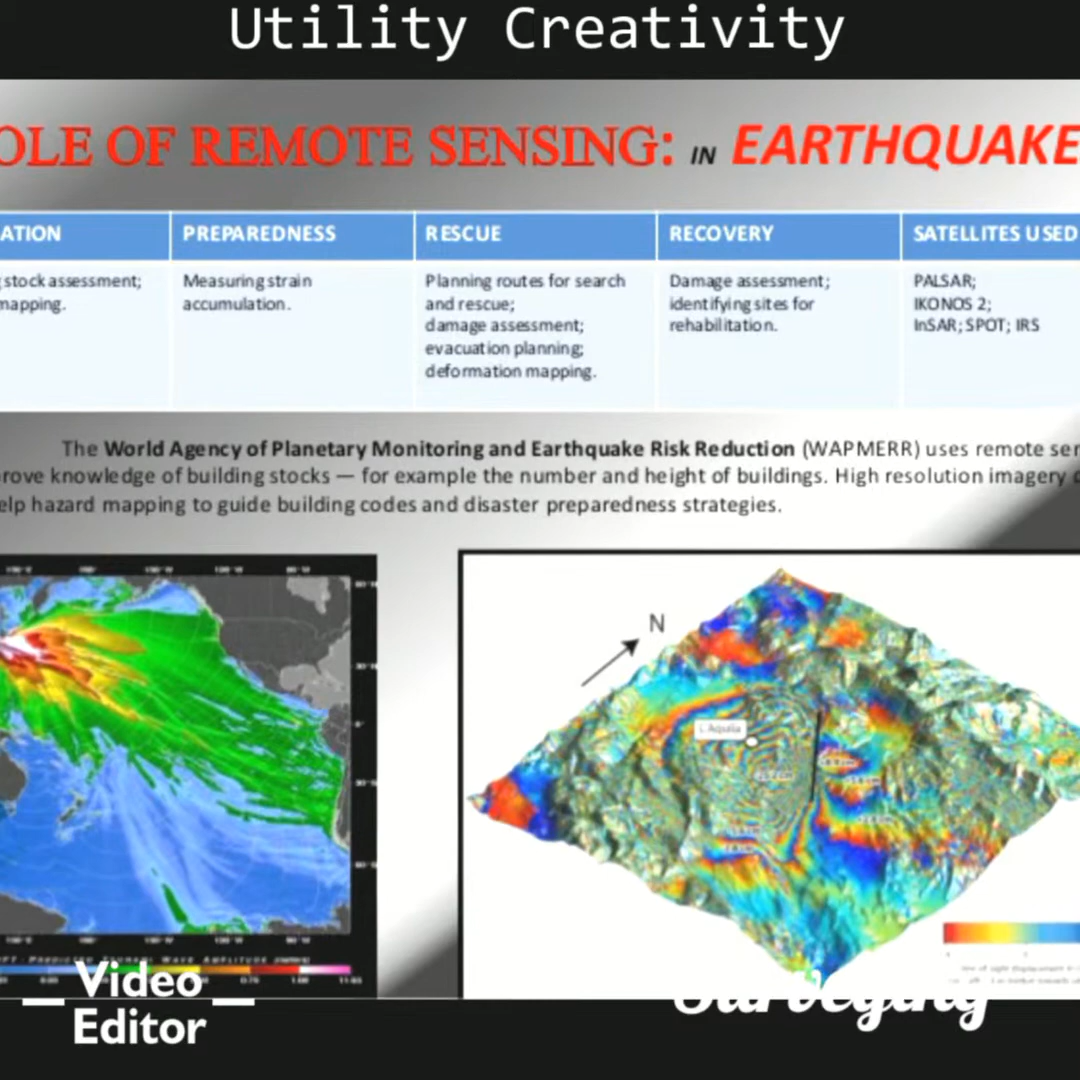 Utility Creativity
OLE OF REMOTE SENSING: IN EARTHQUAKE
ATION
PREPAREDNESS
RESCUE
RECOVERY
SATELLITES USED
stock assessment;
mapping.
Measuring strain
accumulation.
Planning routes for search
and rescue;
damage assessment;
evacuation planning;
deformation mapping.
Damage assessment;
identifying sites for
rehabilitation.
PALSAR;
IKONOS 2;
InSAR; SPOT; IRS
The World Agency of Planetary Monitoring and Earthquake Risk Reduction (WAPMERR) uses remote ser
rove knowledge of building stocks — for example the number and height of buildings. High resolution imagery
elp hazard mapping to guide building codes and disaster preparedness strategies.
N
L'Aquila
Video
Editor
Surveying